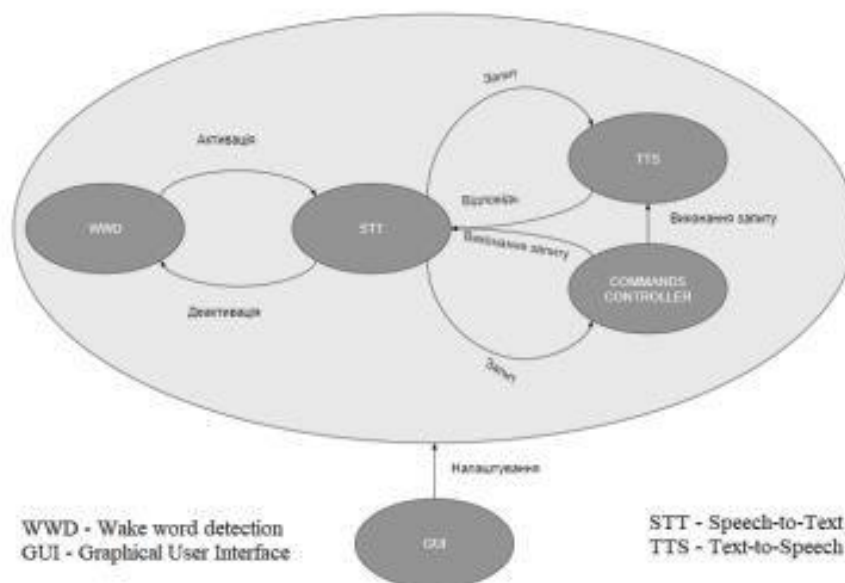 Запит
Активація
TTS
WWD
STT
Відповідь
Виконання запиту
Виконання запиту
COMMANDS
CONTROLLER
Деактивація
Запит
Налаштування
WWD - Wake word detection
GUI - Graphical User Interface
GUI
STT - Speech-to-Text
TTS - Text-to-Speech